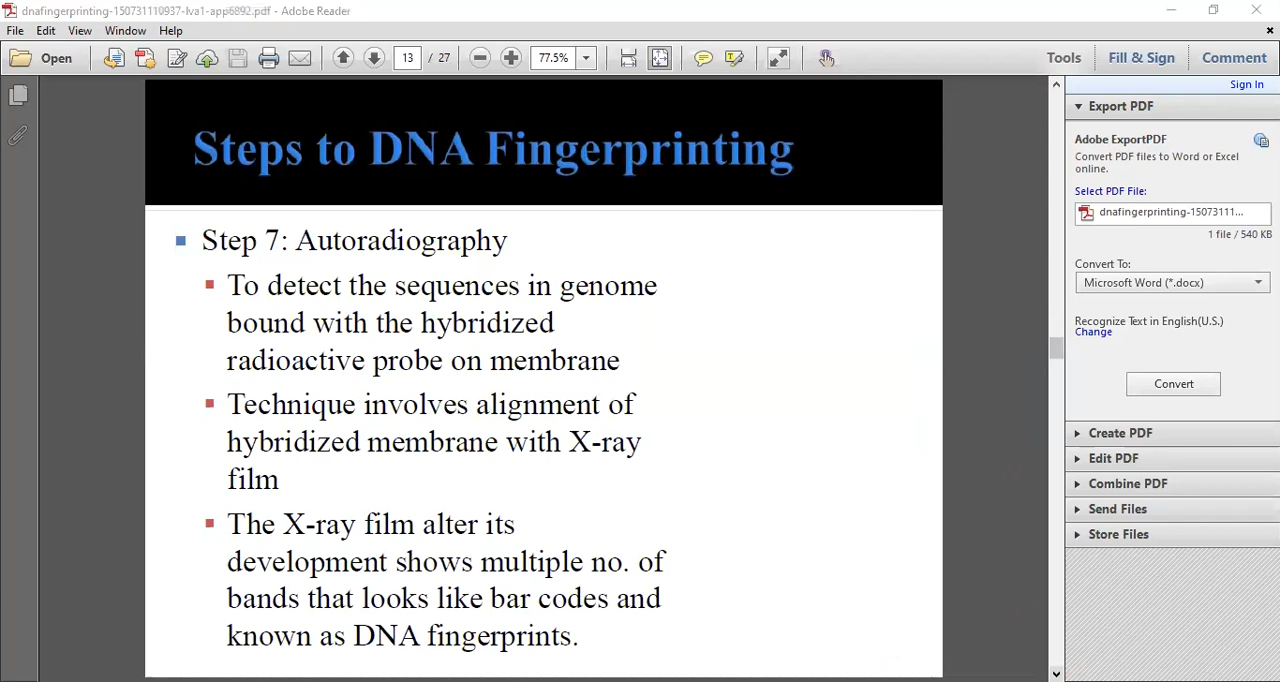 dnafingerprinting-150731110937-lva1-app6892.pdf - Adobe Reader
File Edit View Window Help
Open 13 / 27 77.5% Tools Fill & Sign Comment
Sign In
Export PDF
Adobe ExportPDF
Convert PDF files to Word or Excel
online.
Select PDF File:
dnafingerprinting-15073111...
1 file / 540 KB
Convert To:
Microsoft Word (*.docx)
Recognize Text in English(U.S.)
Change
Convert
Create PDF
Edit PDF
Combine PDF
Send Files
Store Files
Steps to DNA Fingerprinting
Step 7: Autoradiography
To detect the sequences in genome
bound with the hybridized
radioactive probe on membrane
Technique involves alignment of
hybridized membrane with X-ray
film
The X-ray film alter its
development shows multiple no. of
bands that looks like bar codes and
known as DNA fingerprints.